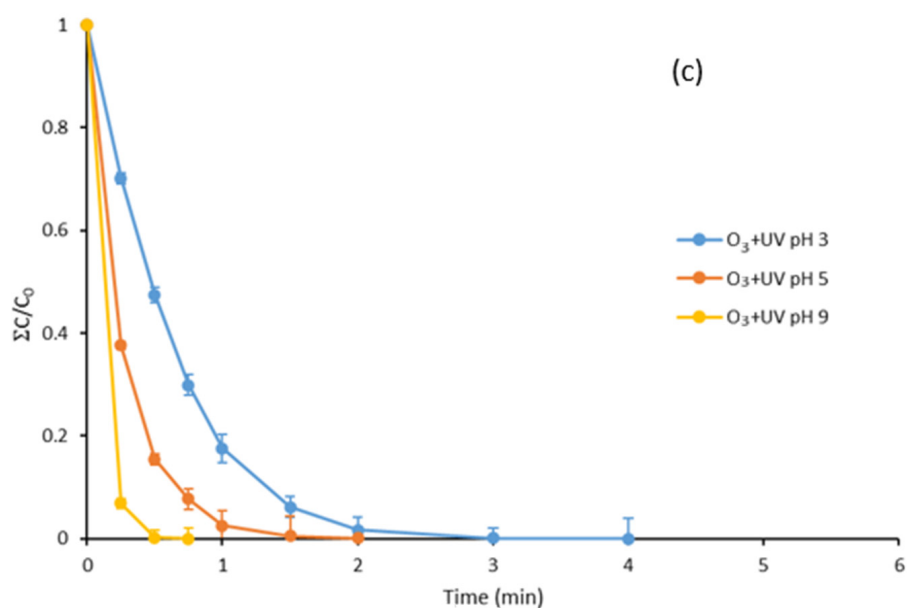 1
(c)
0.8
0.6
0.4
0.2
0
ΣC/C₀
O₃+UV pH 3
O₃+UV pH 5
O₃+UV pH 9
0 1 2 3 4 5 6
Time (min)